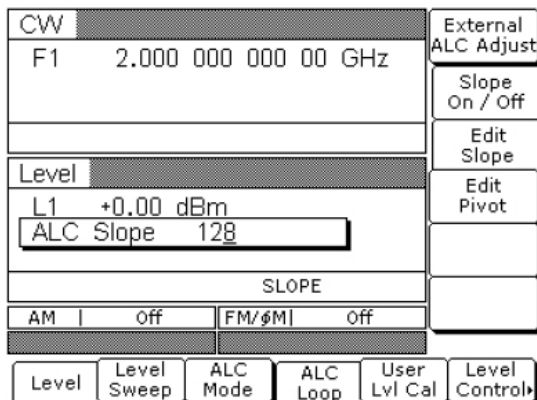 CW
F1 2.000 000 000 00 GHz
Level
L1 +0.00 dBm
ALC Slope 128
SLOPE
AM | Off FM/ɸM| Off
External
ALC Adjust
Slope
On / Off
Edit
Slope
Edit
Pivot
Level
Level
Sweep
ALC
Mode
ALC
Loop
User
Lvl Cal
Level
Control